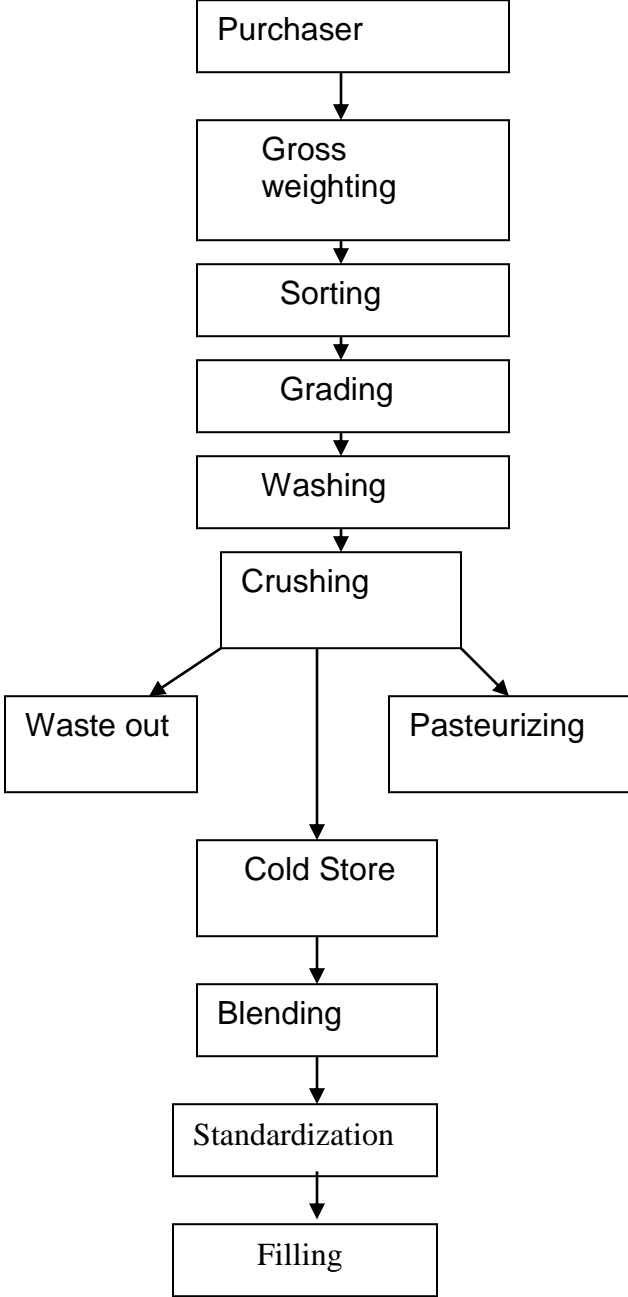 Purchaser
Gross
weighting
Sorting
Grading
Washing
Crushing
Waste out
Pasteurizing
Cold Store
Blending
Standardization
Filling